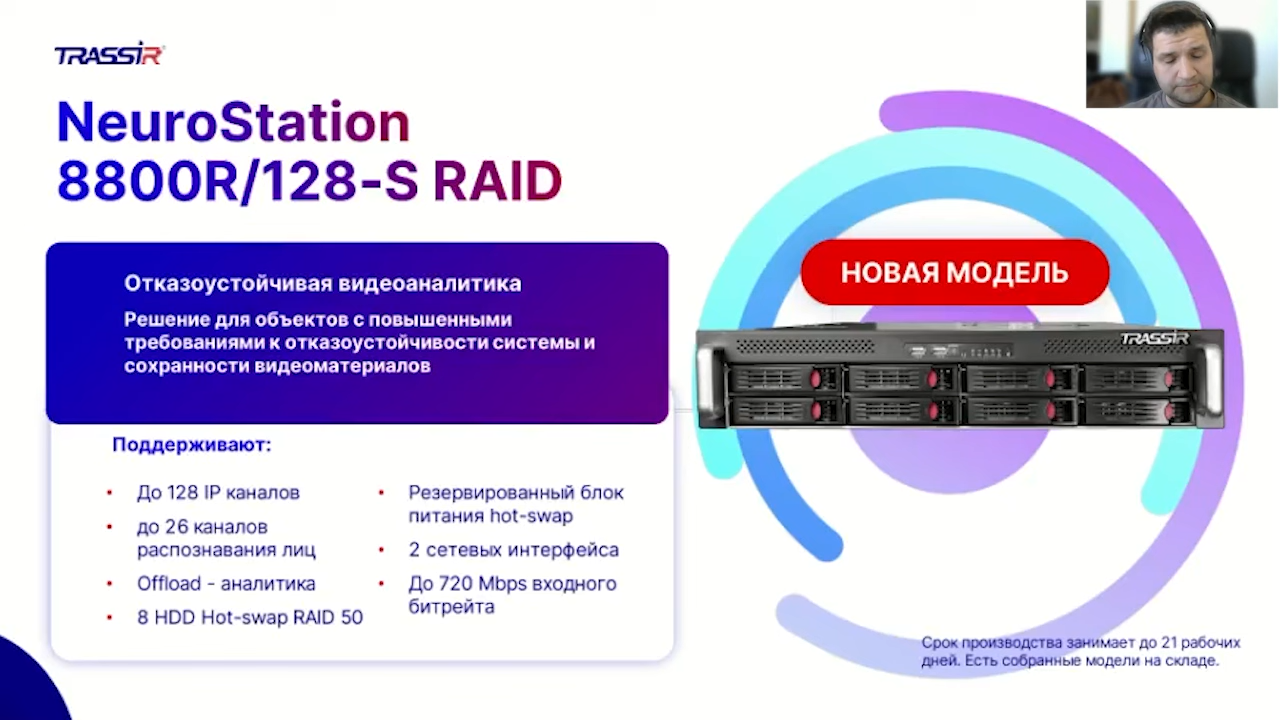 TRASSIR
NeuroStation
8800R/128-S RAID
Отказоустойчивая видеоаналитика
Решение для объектов с повышенными
требованиями к отказоустойчивости системы и
сохранности видеоматериалов
Поддерживают:
• До 128 IP каналов
• до 26 каналов
распознавания лиц
• Offload - аналитика
• 8 HDD Hot-swap RAID 50
• Резервированный блок
питания hot-swap
• 2 сетевых интерфейса
• До 720 Mbps входного
битрейта
НОВАЯ МОДЕЛЬ
TRASSIR
Срок производства занимает до 21 рабочих
дней. Есть собранные модели на складе.